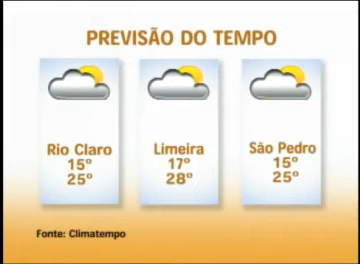 PREVISÃO DO TEMPO
Rio Claro
15º
25º
Limeira
17º
28º
São Pedro
15º
25º
Fonte: Climatempo